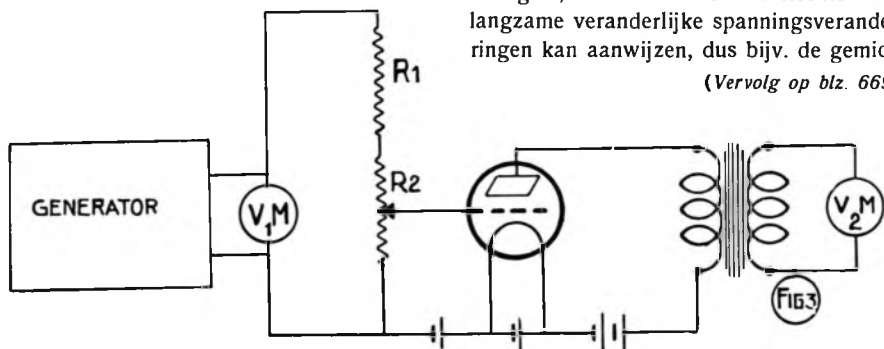 langzame veranderlijke spanningsverande-
ringen kan aanwijzen, dus bijv. de gemid
(Vervolg op blz. 669
R1
R2
GENERATOR
V1M
V2M
FIG3